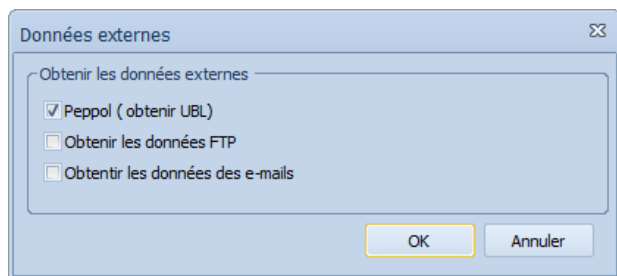 Données externes
Obtenir les données externes
Peppol ( obtenir UBL)
Obtenir les données FTP
Obtentir les données des e-mails
OK
Annuler